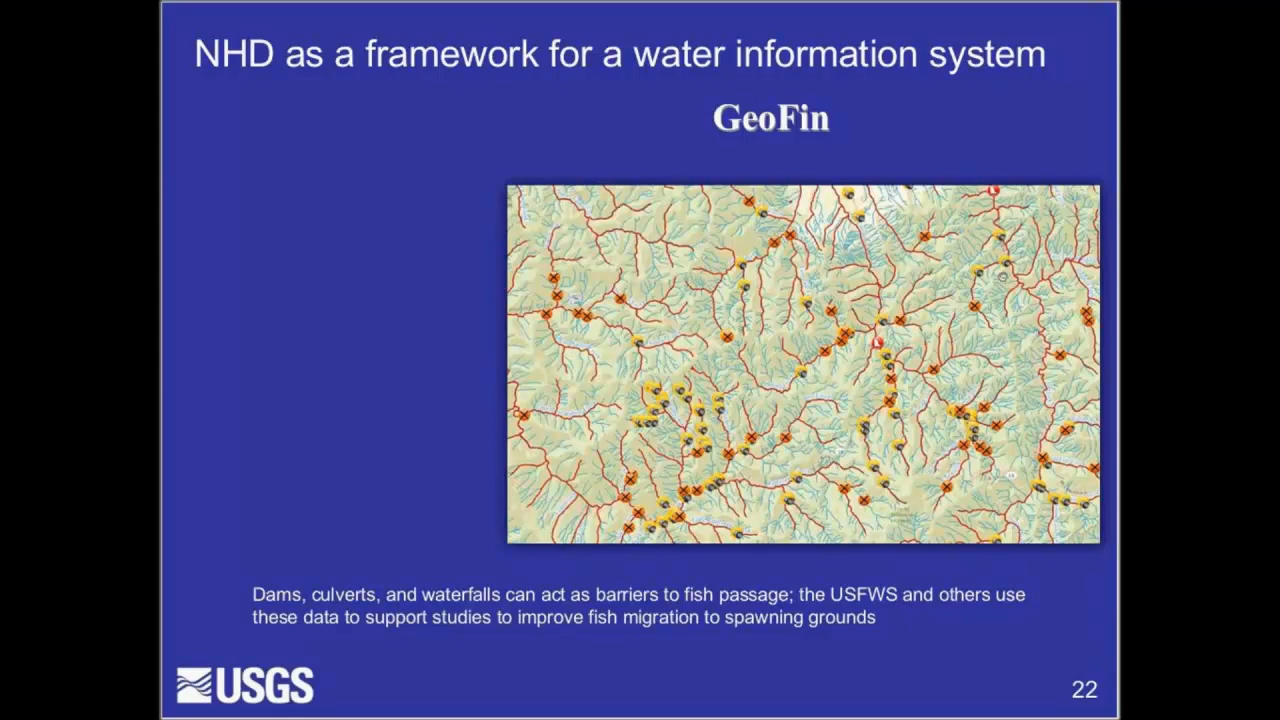 NHD as a framework for a water information system
GeoFin
Dams, culverts, and waterfalls can act as barriers to fish passage; the USFWS and others use
these data to support studies to improve fish migration to spawning grounds
USGS
22